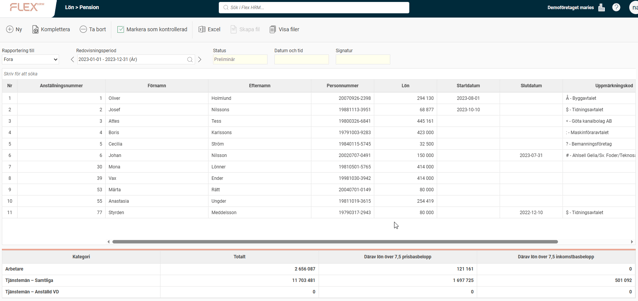 FLEX HRM Lön > Pension Sök i Flex HRM... Demoföretaget maries
Ny Komplettera Ta bort Markera som kontrollerad Excel Skapa fil Visa filer
Rapportering till Redovisningsperiod Status Datum och tid Signatur
Fora 2023-01-01 - 2023-12-31 (År) Preliminär
Skriv för att söka
Nr Anställningsnummer Förnamn Efternamn Personnummer Lön Startdatum Slutdatum Uppmärkningskod
1 1 Oliver Holmlund 20070926-2398 294 130 2023-08-01 Å - Byggavtalet
2 2 Josef Nilssons 19881113-3951 68 877 2023-10-10 $ - Tidningsavtalet
3 3 Attes Tess 19800326-6841 445 161 < - Göta kanalbolag AB
4 4 Boris Karlssons 19791003-9283 423 000 : - Maskinföraravtalet
5 5 Cecilia Ström 19840115-5745 32 500 ? - Bemanningsföretag
6 6 Johan Nilsson 20020707-0491 150 000 2023-07-31
7 30 Mona Lönner 19810501-5765 414 000
8 39 Vax Ender 19981030-3942 414 000
9 53 Märta Rätt 20040701-0149 80 000
10 55 Anastasia Ungder 19811019-3615 254 419
11 77 Styrden Meddelssen 19790317-2943 80 000 2022-12-10 $ - Tidningsavtalet
Kategori Totalt Därav lön över 7,5 prisbasbelopp Därav lön över 7,5 inkomstbasbelopp
Arbetare 2 656 087 121 161 0
Tjänstemän – Samtliga 11 703 481 1 697 725 501 092
Tjänstemän – Anställd VD 0 0 0